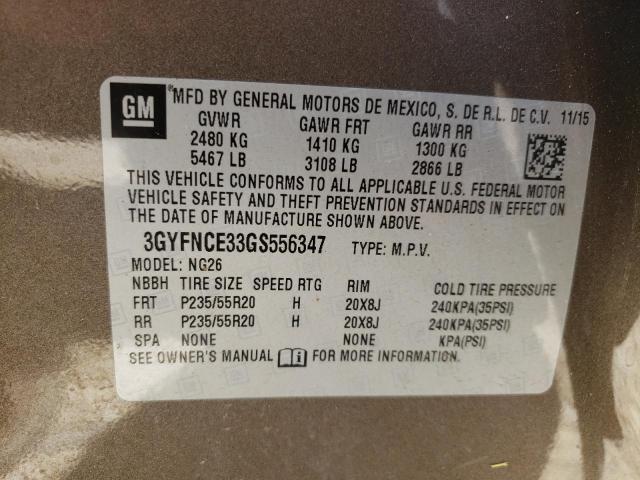 GM
®MFD BY GENERAL MOTORS DE MEXICO, S. DE R.L. DE C.V. 11/15
GVWR GAWR FRT GAWR RR
2480 KG 1410 KG 1300 KG
5467 LB 3108 LB 2866 LB
THIS VEHICLE CONFORMS TO ALL APPLICABLE U.S. FEDERAL MOTOR
VEHICLE SAFETY AND THEFT PREVENTION STANDARDS IN EFFECT ON
THE DATE OF MANUFACTURE SHOWN ABOVE.
3GYFNCE33GS556347 TYPE: M.P.V.
MODEL: NG26
NBBH TIRE SIZE SPEED RTG RIM COLD TIRE PRESSURE
FRT P235/55R20 H 20X8J 240KPA(35PSI)
RR P235/55R20 H 20X8J 240KPA(35PSI)
SPA NONE NONE KPA(PSI)
SEE OWNER'S MANUAL i FOR MORE INFORMATION.